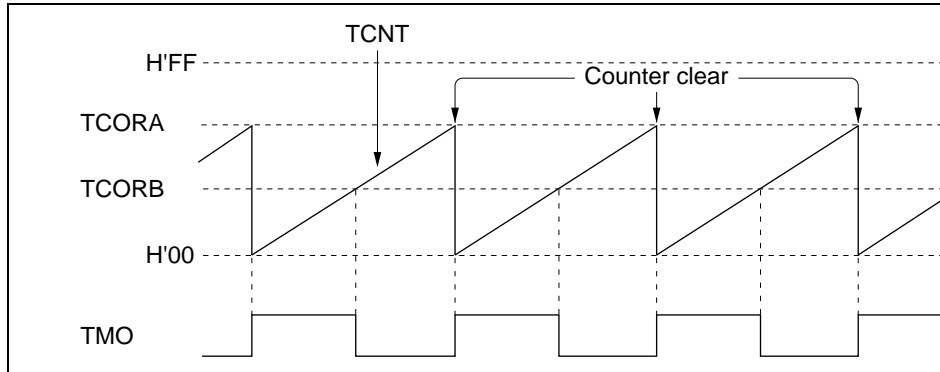 TCNT
H'FF
Counter clear
TCORA
TCORB
H'00
TMO